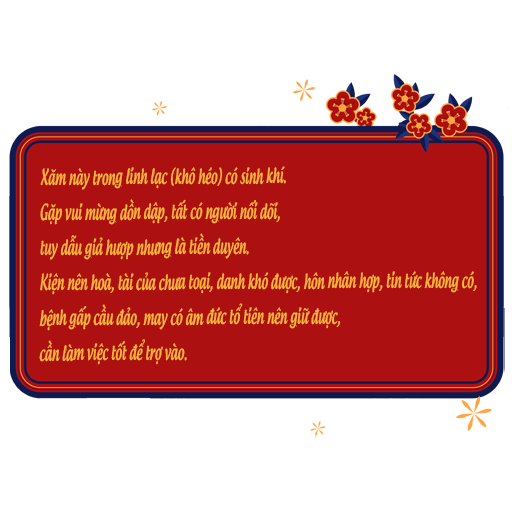 Xăm này trong lính lạc (khô héo) có sinh khí.
Gặp vui mừng dồn dập, tất có người nối dõi,
tuy dẫu giả hượp nhưng là tiền duyên.
Kiện nên hoà, tài của chưa toại, danh khó được, hôn nhân hợp, tin tức không có,
bệnh gấp cầu đảo, may có âm đức tổ tiên nên giữ được,
cần làm việc tốt để trợ vào.